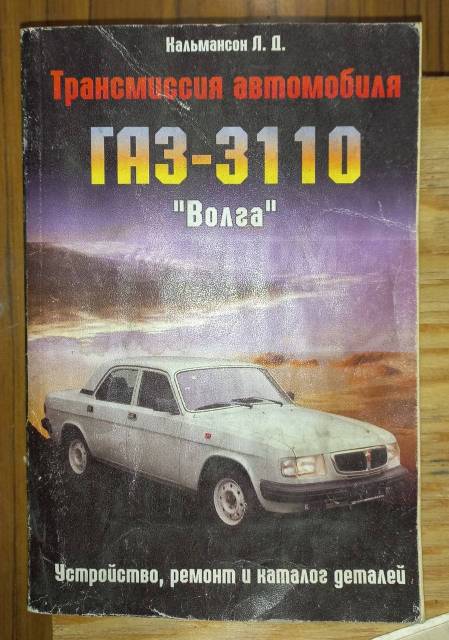 Кальмансон Л. Д.
Трансмиссия автомобиля
ГАЗ-3110
"Волга"
Устройство, ремонт и каталог деталей